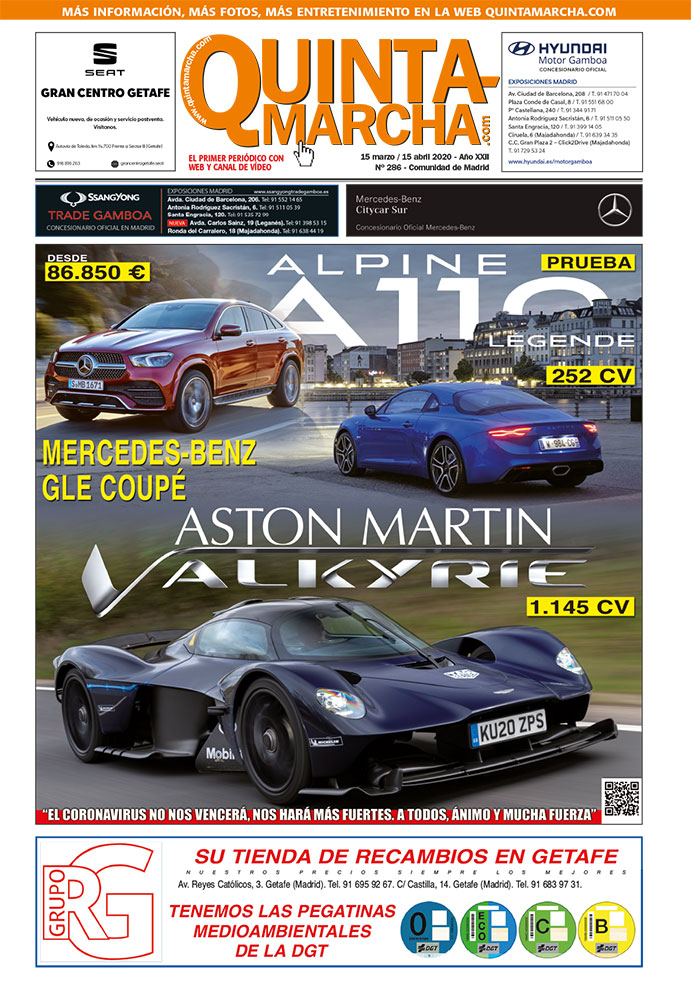 MÁS INFORMACIÓN, MÁS FOTOS, MÁS ENTRETENIMIENTO EN LA WEB QUINTAMARCHA.COM
SEAT
GRAN CENTRO GETAFE
Vehículo nuevo, de ocasión y servicio postventa.
Visítanos.
Autovía de Toledo, km 14,700 Frente a Sector III (Getafe)
grancentrogetafe.seat
www.quintamarcha.com
QUINTA-
MARCHA.com
EL PRIMER PERIÓDICO CON
WEB Y CANAL DE VÍDEO
15 marzo / 15 abril 2020 - Año XXII
Nº 286 - Comunidad de Madrid
HYUNDAI
Motor Gamboa
CONCESIONARIO OFICIAL
EXPOSICIONES MADRID
Av. Ciudad de Barcelona, 208 / T. 91 471 70 04
Plaza Conde de Casal, 8 / T. 91 551 68 00
Pº Castellana, 240 / T. 91 344 91 71
Antonia Rodríguez Sacristán, 6 / T. 91 511 05 50
Santa Engracia, 120 / T. 91 399 14 05
Ciruela, 6 (Majadahonda) / T. 91 639 34 35
C.C. Gran Plaza 2 – Click2Drive (Majadahonda)
T. 91 729 53 24
www.hyundai.es/motorgamboa
SSANGYONG
TRADE GAMBOA
CONCESIONARIO OFICIAL EN MADRID
EXPOSICIONES MADRID www.ssangyongtradegamboa.es
Avda. Ciudad de Barcelona, 206. Tel: 91 552 14 65
Antonia Rodríguez Sacristán, 6. Tel: 91 511 05 39
Santa Engracia, 120. Tel: 91 535 72 99
NUEVA Avda. Carlos Sainz, 19 (Leganés). Tel: 91 398 53 15
Ronda del Carralero, 18 (Majadahonda). Tel: 91 638 44 19
Mercedes-Benz
Citycar Sur
Concesionario Oficial Mercedes-Benz
DESDE
86.850 €
ALPINE
A110
LEGENDE
PRUEBA
252 CV
S:MB 1671
W-984-CG
MERCEDES-BENZ
GLE COUPÉ
ASTON MARTIN
VALKYRIE
1.145 CV
KU20 ZPS
Mobil
MICHELIN
"EL CORONAVIRUS NO NOS VENCERÁ, NOS HARÁ MÁS FUERTES. A TODOS, ÁNIMO Y MUCHA FUERZA"
GRUPO
RG
SU TIENDA DE RECAMBIOS EN GETAFE
NUESTROS PRECIOS SIEMPRE LOS MEJORES
Av. Reyes Católicos, 3. Getafe (Madrid). Tel. 91 695 92 67. C/ Castilla, 14. Getafe (Madrid). Tel. 91 683 97 31.
TENEMOS LAS PEGATINAS
MEDIOAMBIENTALES
DE LA DGT
0
DGT
ECO
DGT
C
DGT
B
DGT